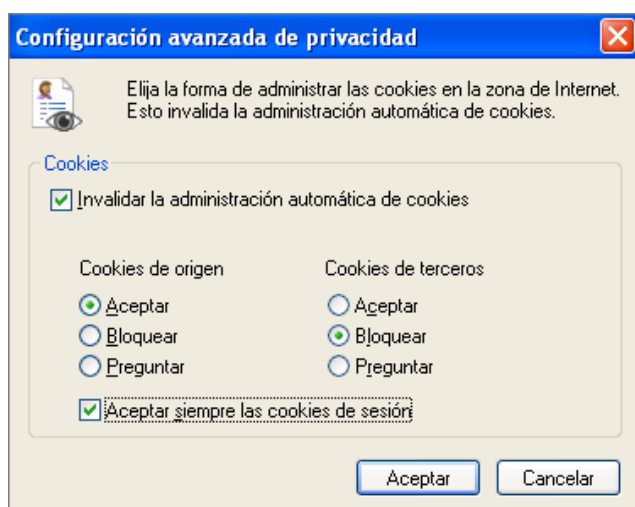 Configuración avanzada de privacidad
Elija la forma de administrar las cookies en la zona de Internet.
Esto invalida la administración automática de cookies.
Cookies
Invalidar la administración automática de cookies
Cookies de origen
Aceptar
Bloquear
Preguntar
Cookies de terceros
Aceptar
Bloquear
Preguntar
Aceptar siempre las cookies de sesión
Aceptar
Cancelar